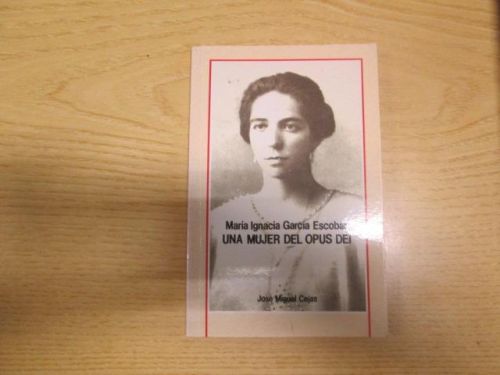 María Ignacia García Escobar
UNA MUJER DEL OPUS DEI
José Miguel Cejas